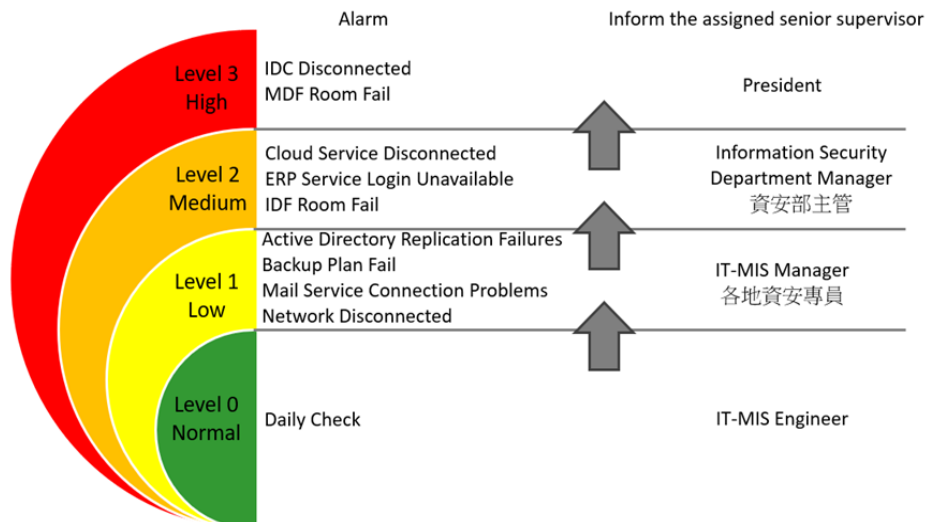 Alarm
Inform the assigned senior supervisor
Level 3
High
IDC Disconnected
MDF Room Fail
President
Level 2
Medium
Cloud Service Disconnected
ERP Service Login Unavailable
IDF Room Fail
Information Security
Department Manager
資安部主管
Level 1
Low
Active Directory Replication Failures
Backup Plan Fail
Mail Service Connection Problems
Network Disconnected
IT-MIS Manager
各地資安專員
Level 0
Normal
Daily Check
IT-MIS Engineer